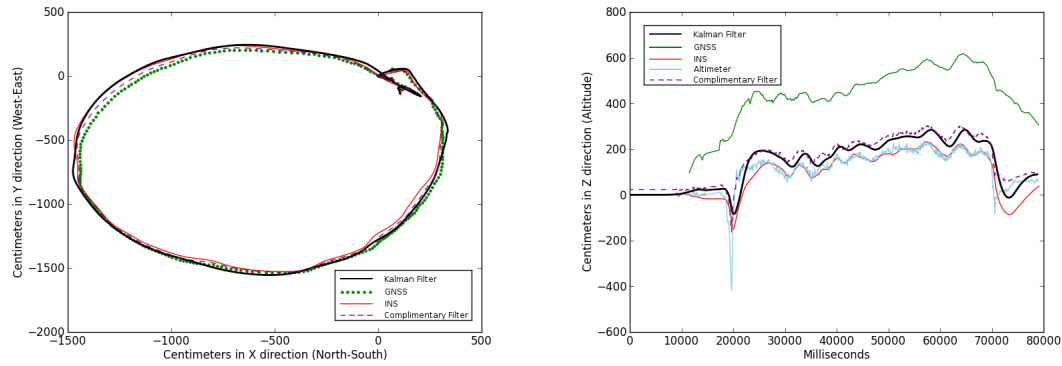 500
0
−500
−1000
−1500
−2000
−1500
−1000
−500
0
500
Centimeters in Y direction (West-East)
Centimeters in X direction (North-South)
Kalman Filter
GNSS
INS
Complimentary Filter
800
600
400
200
0
−200
−400
−600
0
10000
20000
30000
40000
50000
60000
70000
80000
Centimeters in Z direction (Altitude)
Milliseconds
Kalman Filter
GNSS
INS
Altimeter
Complimentary Filter